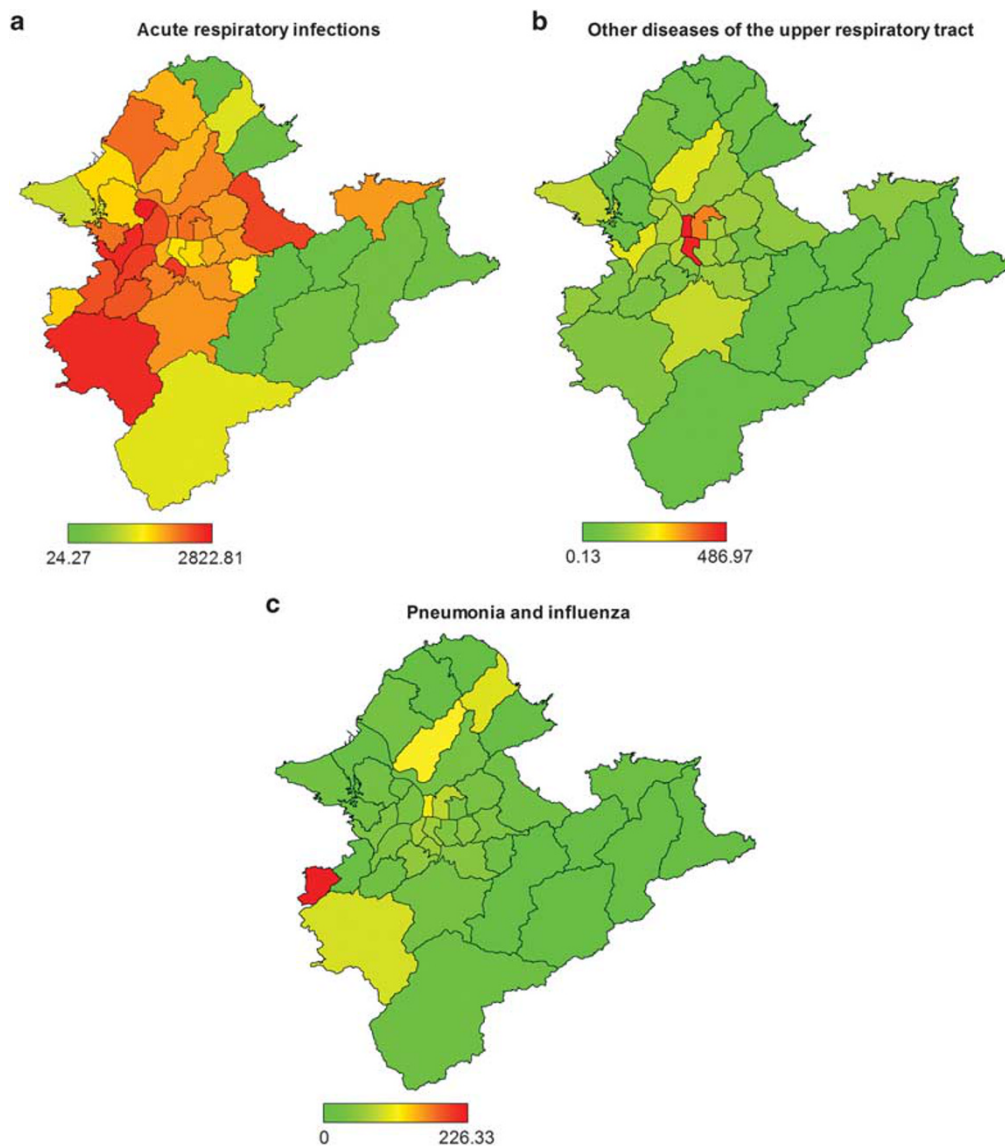 a
Acute respiratory infections
b
Other diseases of the upper respiratory tract
24.27 2822.81
0.13 486.97
c
Pneumonia and influenza
0 226.33